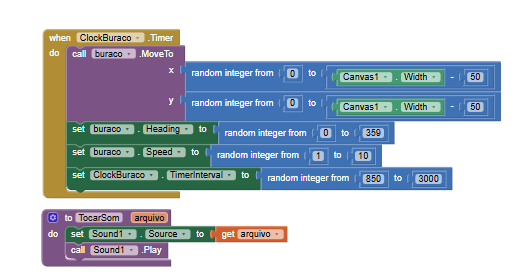 when ClockBuraco .Timer
do call buraco .MoveTo
x random integer from 0 to Canvas1 . Width - 50
y random integer from 0 to Canvas1 . Width - 50
set buraco . Heading to random integer from 0 to 359
set buraco . Speed to random integer from 1 to 10
set ClockBuraco . TimerInterval to random integer from 850 to 3000
to TocarSom arquivo
do set Sound1 . Source to get arquivo
call Sound1 .Play